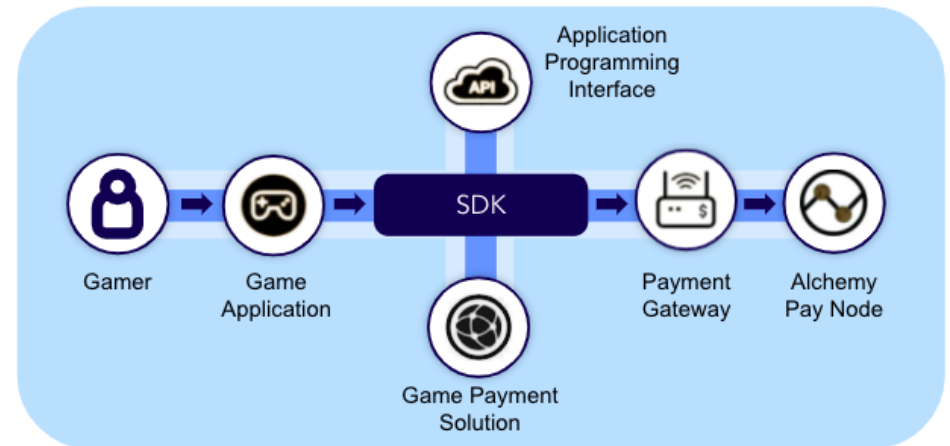 Application
Programming
Interface
API
SDK
$
Gamer
Game
Application
Payment
Gateway
Alchemy
Pay Node
Game Payment
Solution